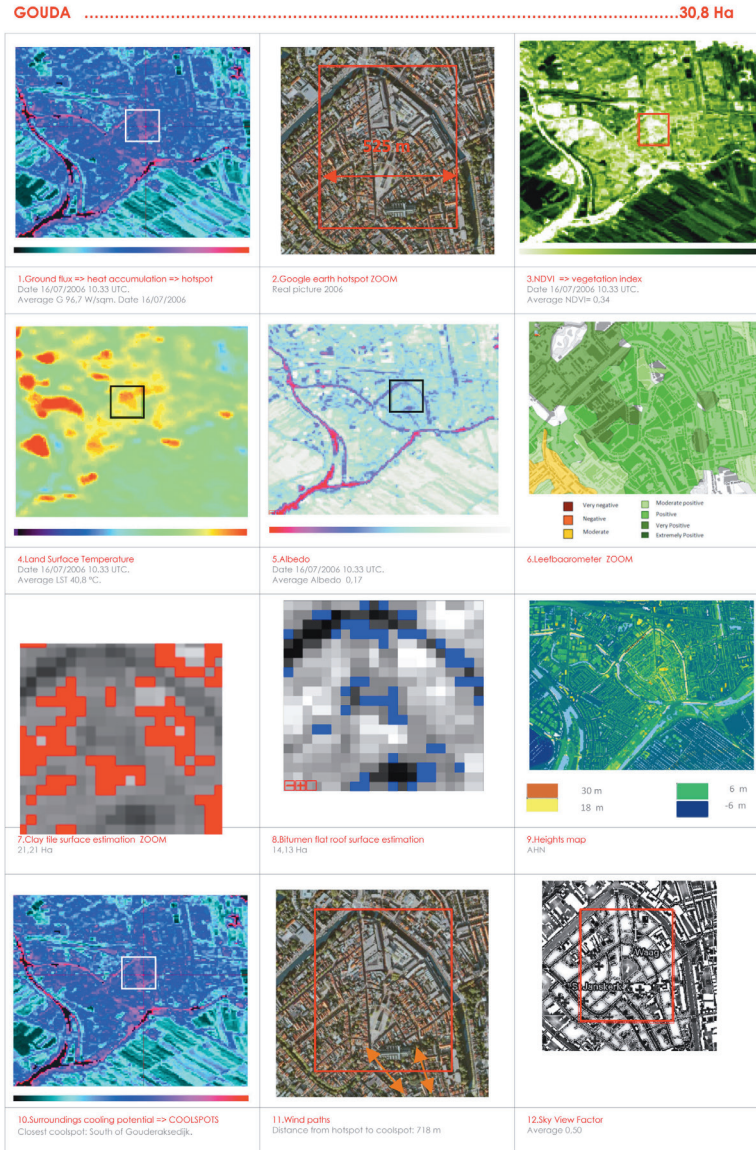 GOUDA ........................................................................30,8 Ha
525 m
1.Ground flux => heat accumulation => hotspot
Date 16/07/2006 10.33 UTC.
Average G 96,7 W/sqm. Date 16/07/2006
2.Google earth hotspot ZOOM
Real picture 2006
3.NDVI => vegetation index
Date 16/07/2006 10.33 UTC.
Average NDVI= 0,34
Very negative
Negative
Moderate
Moderate positive
Positive
Very Positive
Extremely Positive
4.Land Surface Temperature
Date 16/07/2006 10.33 UTC.
Average LST 40,8 ºC.
5.Albedo
Date 16/07/2006 10.33 UTC.
Average Albedo 0,17
6.Leefbaarometer ZOOM
30 m
18 m
6 m
-6 m
7.Clay tile surface estimation ZOOM
21,21 Ha
8.Bitumen flat roof surface estimation
14,13 Ha
9.Heights map
AHN
Waag
St Janskerk
10.Surroundings cooling potential => COOLSPOTS
Closest coolspot: South of Gouderaksedijk.
11.Wind paths
Distance from hotspot to coolspot: 718 m
12.Sky View Factor
Average 0.50